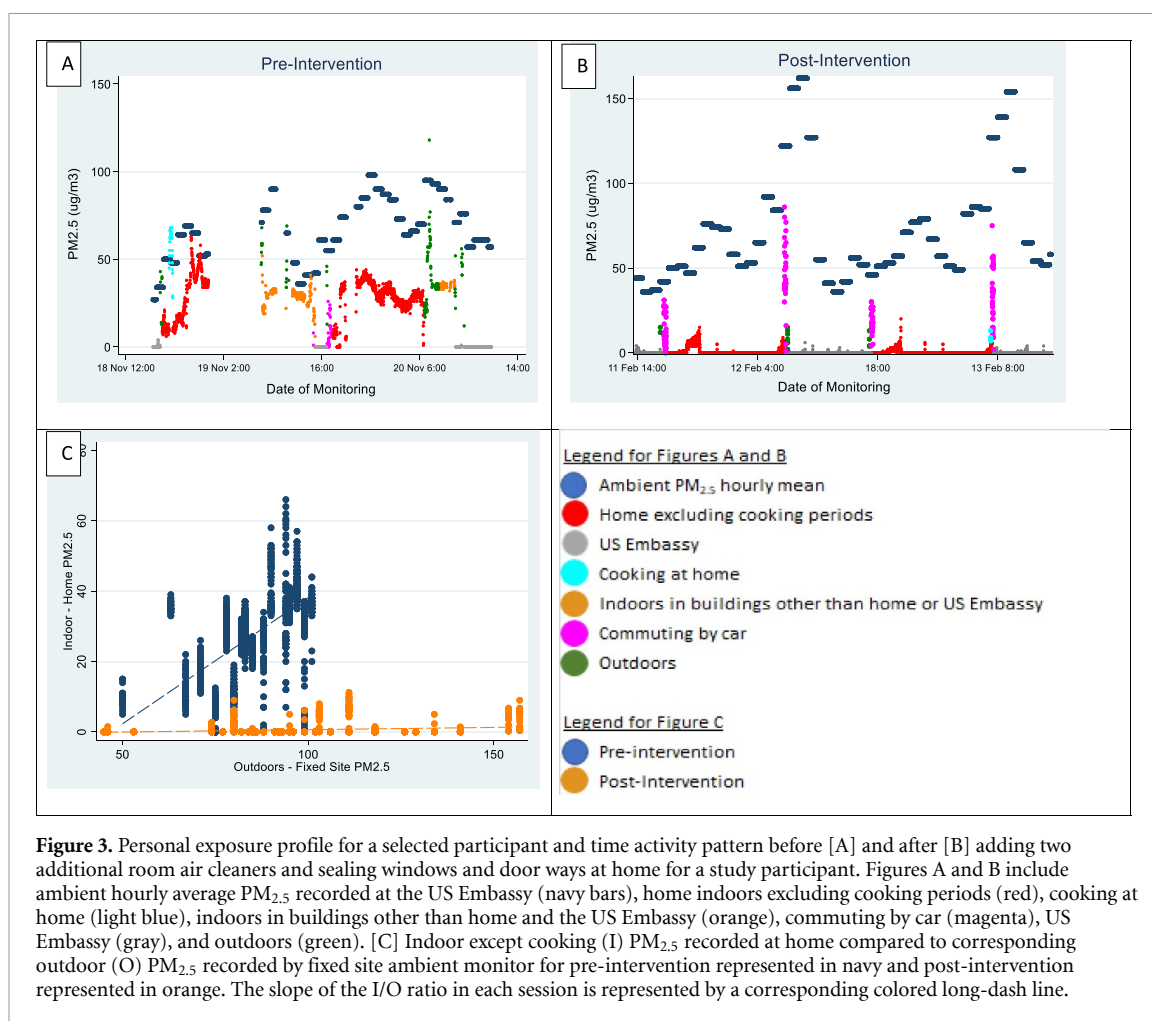 A
Pre-Intervention
150
100
50
0
PM2.5 (ug/m3)
18 Nov 12:00
19 Nov 2:00
16:00
20 Nov 6:00
14:00
Date of Monitoring
B
Post-Intervention
150
100
50
0
PM2.5 (ug/m3)
11 Feb 14:00
12 Feb 4:00
18:00
13 Feb 8:00
Date of Monitoring
C
80
60
40
20
0
Indoor - Home PM2.5
50
100
150
Outdoors - Fixed Site PM2.5
Legend for Figures A and B
Ambient PM2.5 hourly mean
Home excluding cooking periods
US Embassy
Cooking at home
Indoors in buildings other than home or US Embassy
Commuting by car
Outdoors
Legend for Figure C
Pre-intervention
Post-Intervention
Figure 3. Personal exposure profile for a selected participant and time activity pattern before [A] and after [B] adding two
additional room air cleaners and sealing windows and door ways at home for a study participant. Figures A and B include
ambient hourly average PM2.5 recorded at the US Embassy (navy bars), home indoors excluding cooking periods (red), cooking at
home (light blue), indoors in buildings other than home and the US Embassy (orange), commuting by car (magenta), US
Embassy (gray), and outdoors (green). [C] Indoor except cooking (I) PM2.5 recorded at home compared to corresponding
outdoor (O) PM2.5 recorded by fixed site ambient monitor for pre-intervention represented in navy and post-intervention
represented in orange. The slope of the I/O ratio in each session is represented by a corresponding colored long-dash line.